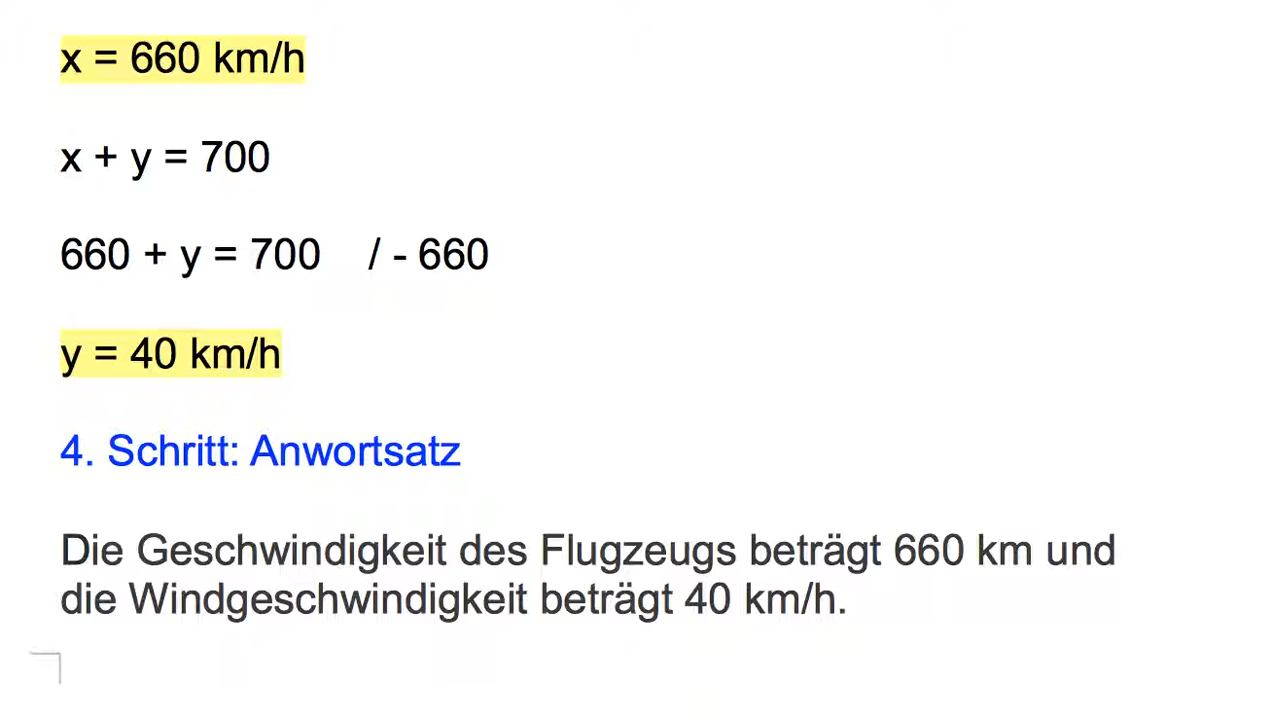 x = 660 km/h
x + y = 700
660 + y = 700 / - 660
y = 40 km/h
4. Schritt: Anwortsatz
Die Geschwindigkeit des Flugzeugs beträgt 660 km und
die Windgeschwindigkeit beträgt 40 km/h.